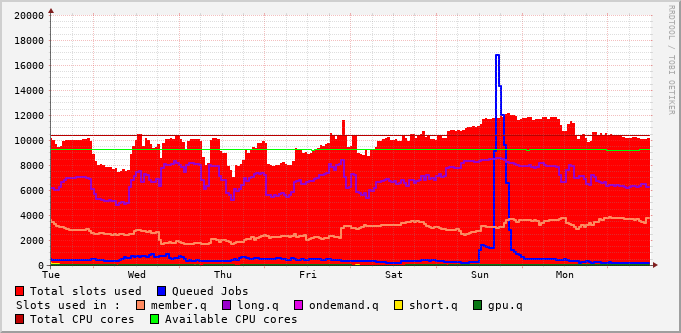 20000
18000
16000
14000
12000
10000
8000
6000
4000
2000
0
Tue Wed Thu Fri Sat Sun Mon
Total slots used Queued Jobs
Slots used in : member.q long.q ondemand.q short.q gpu.q
Total CPU cores Available CPU cores
RRDTOOL / TOBI OETIKER